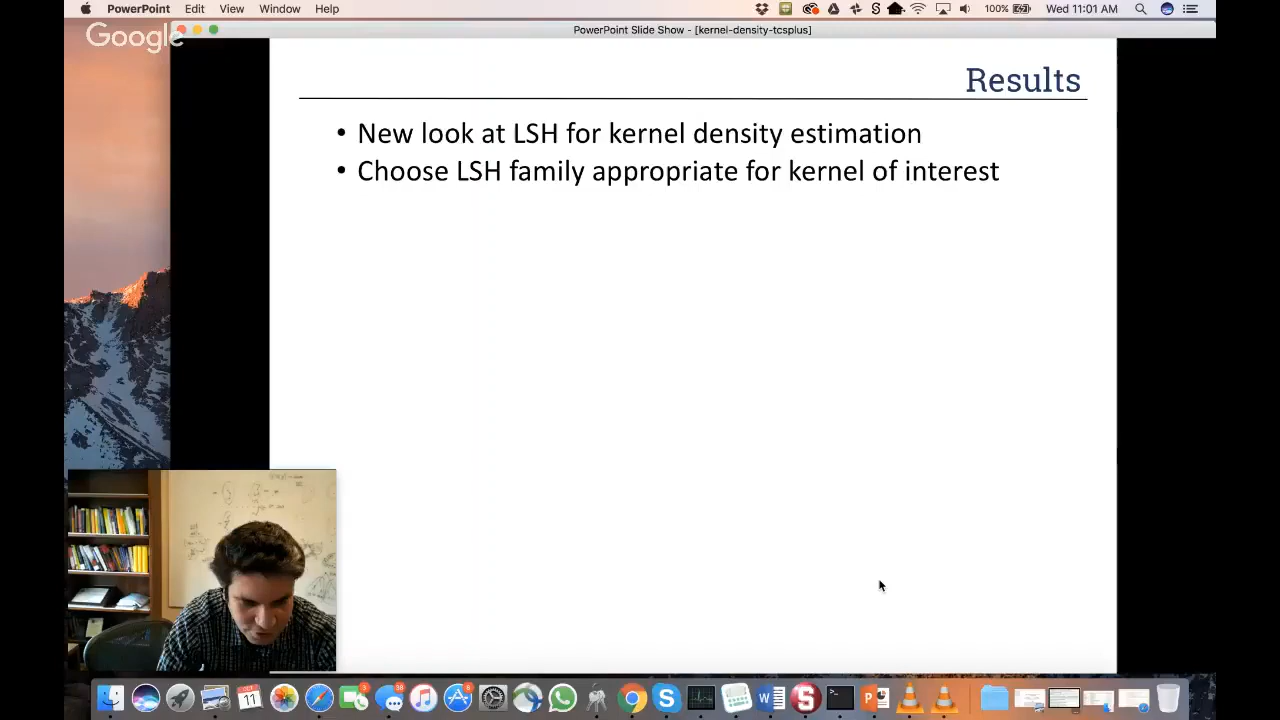 PowerPoint Edit View Window Help 100% Wed 11:01 AM
Google
PowerPoint Slide Show - [kernel-density-tcsplus]
Results
• New look at LSH for kernel density estimation
• Choose LSH family appropriate for kernel of interest